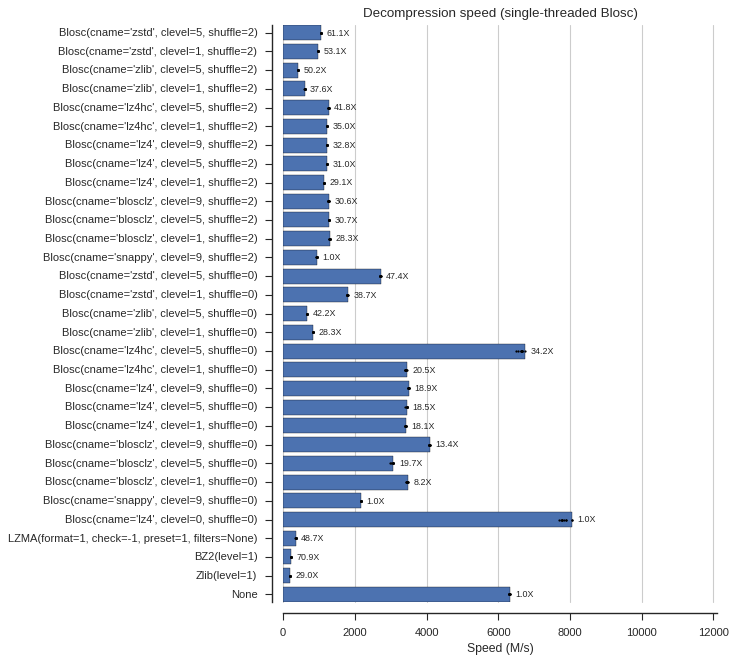 Decompression speed (single-threaded Blosc)
Blosc(cname='zstd', clevel=5, shuffle=2) 61.1X
Blosc(cname='zstd', clevel=1, shuffle=2) 53.1X
Blosc(cname='zlib', clevel=5, shuffle=2) 50.2X
Blosc(cname='zlib', clevel=1, shuffle=2) 37.6X
Blosc(cname='lz4hc', clevel=5, shuffle=2) 41.8X
Blosc(cname='lz4hc', clevel=1, shuffle=2) 35.0X
Blosc(cname='lz4', clevel=9, shuffle=2) 32.8X
Blosc(cname='lz4', clevel=5, shuffle=2) 31.0X
Blosc(cname='lz4', clevel=1, shuffle=2) 29.1X
Blosc(cname='blosclz', clevel=9, shuffle=2) 30.6X
Blosc(cname='blosclz', clevel=5, shuffle=2) 30.7X
Blosc(cname='blosclz', clevel=1, shuffle=2) 28.3X
Blosc(cname='snappy', clevel=9, shuffle=2) 1.0X
Blosc(cname='zstd', clevel=5, shuffle=0) 47.4X
Blosc(cname='zstd', clevel=1, shuffle=0) 38.7X
Blosc(cname='zlib', clevel=5, shuffle=0) 42.2X
Blosc(cname='zlib', clevel=1, shuffle=0) 28.3X
Blosc(cname='lz4hc', clevel=5, shuffle=0) 34.2X
Blosc(cname='lz4hc', clevel=1, shuffle=0) 20.5X
Blosc(cname='lz4', clevel=9, shuffle=0) 18.9X
Blosc(cname='lz4', clevel=5, shuffle=0) 18.5X
Blosc(cname='lz4', clevel=1, shuffle=0) 18.1X
Blosc(cname='blosclz', clevel=9, shuffle=0) 13.4X
Blosc(cname='blosclz', clevel=5, shuffle=0) 19.7X
Blosc(cname='blosclz', clevel=1, shuffle=0) 8.2X
Blosc(cname='snappy', clevel=9, shuffle=0) 1.0X
Blosc(cname='lz4', clevel=0, shuffle=0) 1.0X
LZMA(format=1, check=-1, preset=1, filters=None) 48.7X
BZ2(level=1) 70.9X
Zlib(level=1) 29.0X
None 1.0X
0 2000 4000 6000 8000 10000 12000
Speed (M/s)